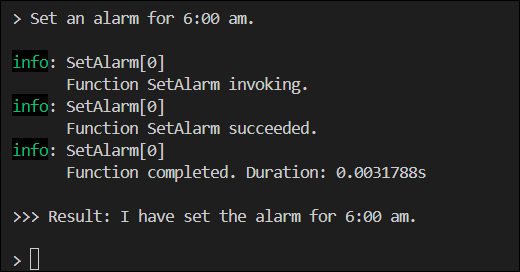 > Set an alarm for 6:00 am.
info: SetAlarm[0]
Function SetAlarm invoking.
info: SetAlarm[0]
Function SetAlarm succeeded.
info: SetAlarm[0]
Function completed. Duration: 0.0031788s
>>> Result: I have set the alarm for 6:00 am.
>